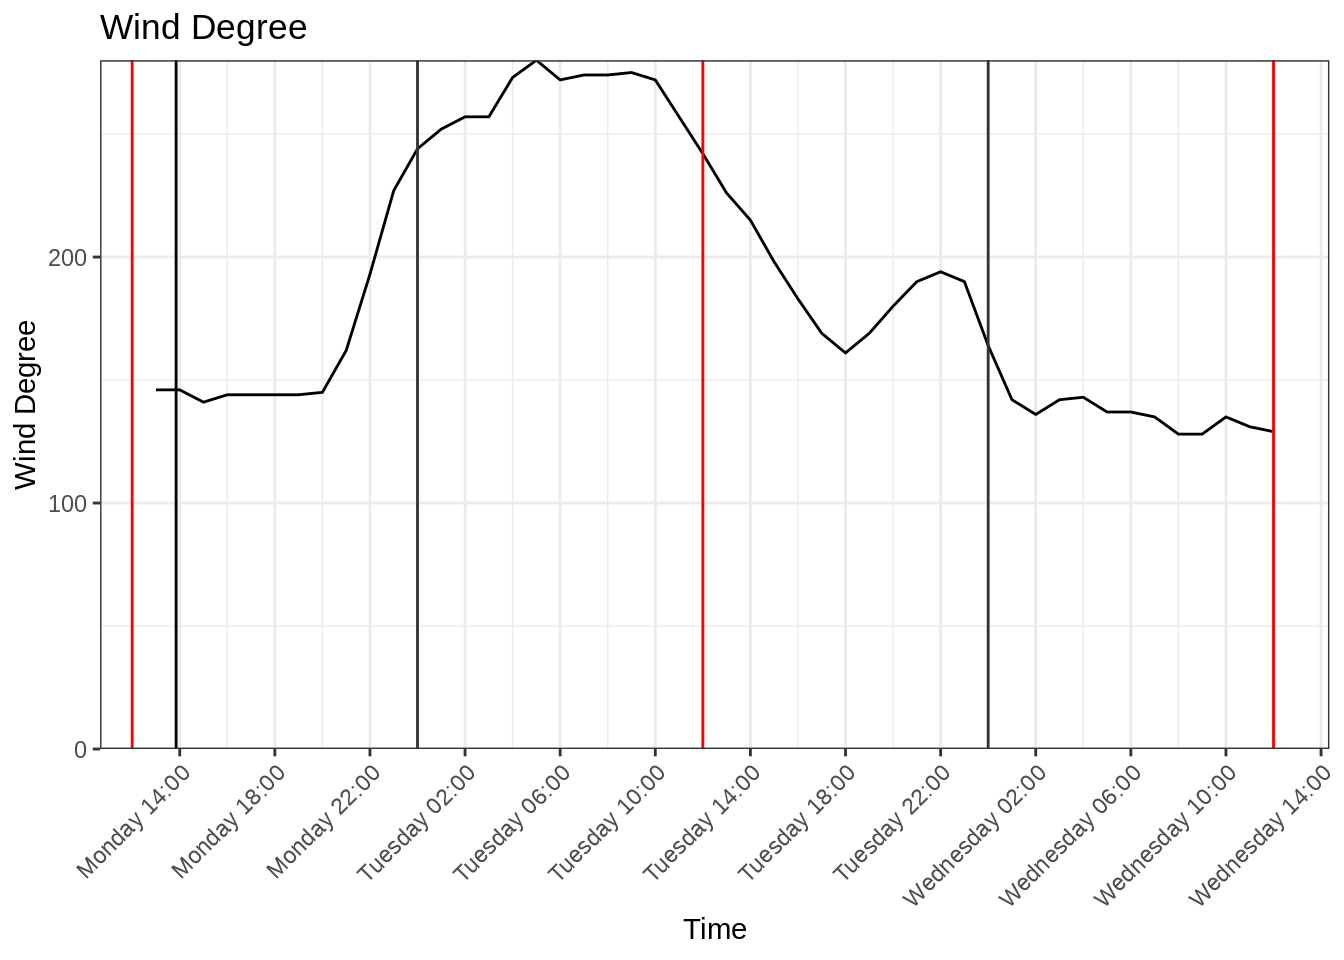 Wind Degree
Wind Degree
200
100
0
Monday 14:00
Monday 18:00
Monday 22:00
Tuesday 02:00
Tuesday 06:00
Tuesday 10:00
Tuesday 14:00
Tuesday 18:00
Tuesday 22:00
Wednesday 02:00
Wednesday 06:00
Wednesday 10:00
Wednesday 14:00
Time